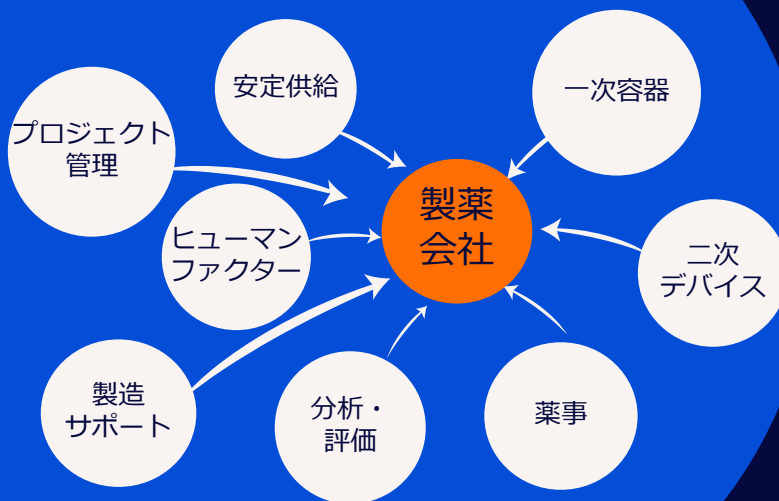 安定供給
一次容器
プロジェクト
管理
製薬
会社
ヒューマン
ファクター
二次
デバイス
製造
サポート
分析・
評価
薬事